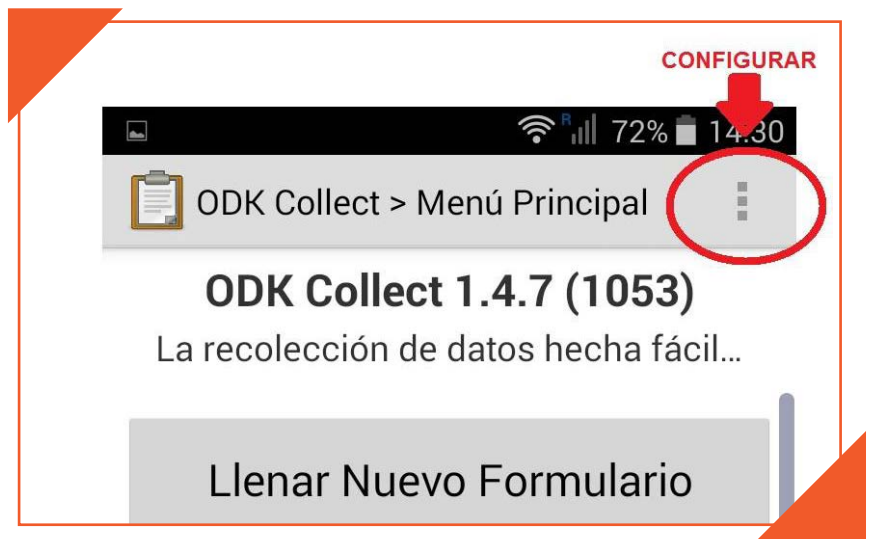 CONFIGURAR
R 72% 14:30
ODK Collect > Menú Principal
ODK Collect 1.4.7 (1053)
La recolección de datos hecha fácil...
Llenar Nuevo Formulario